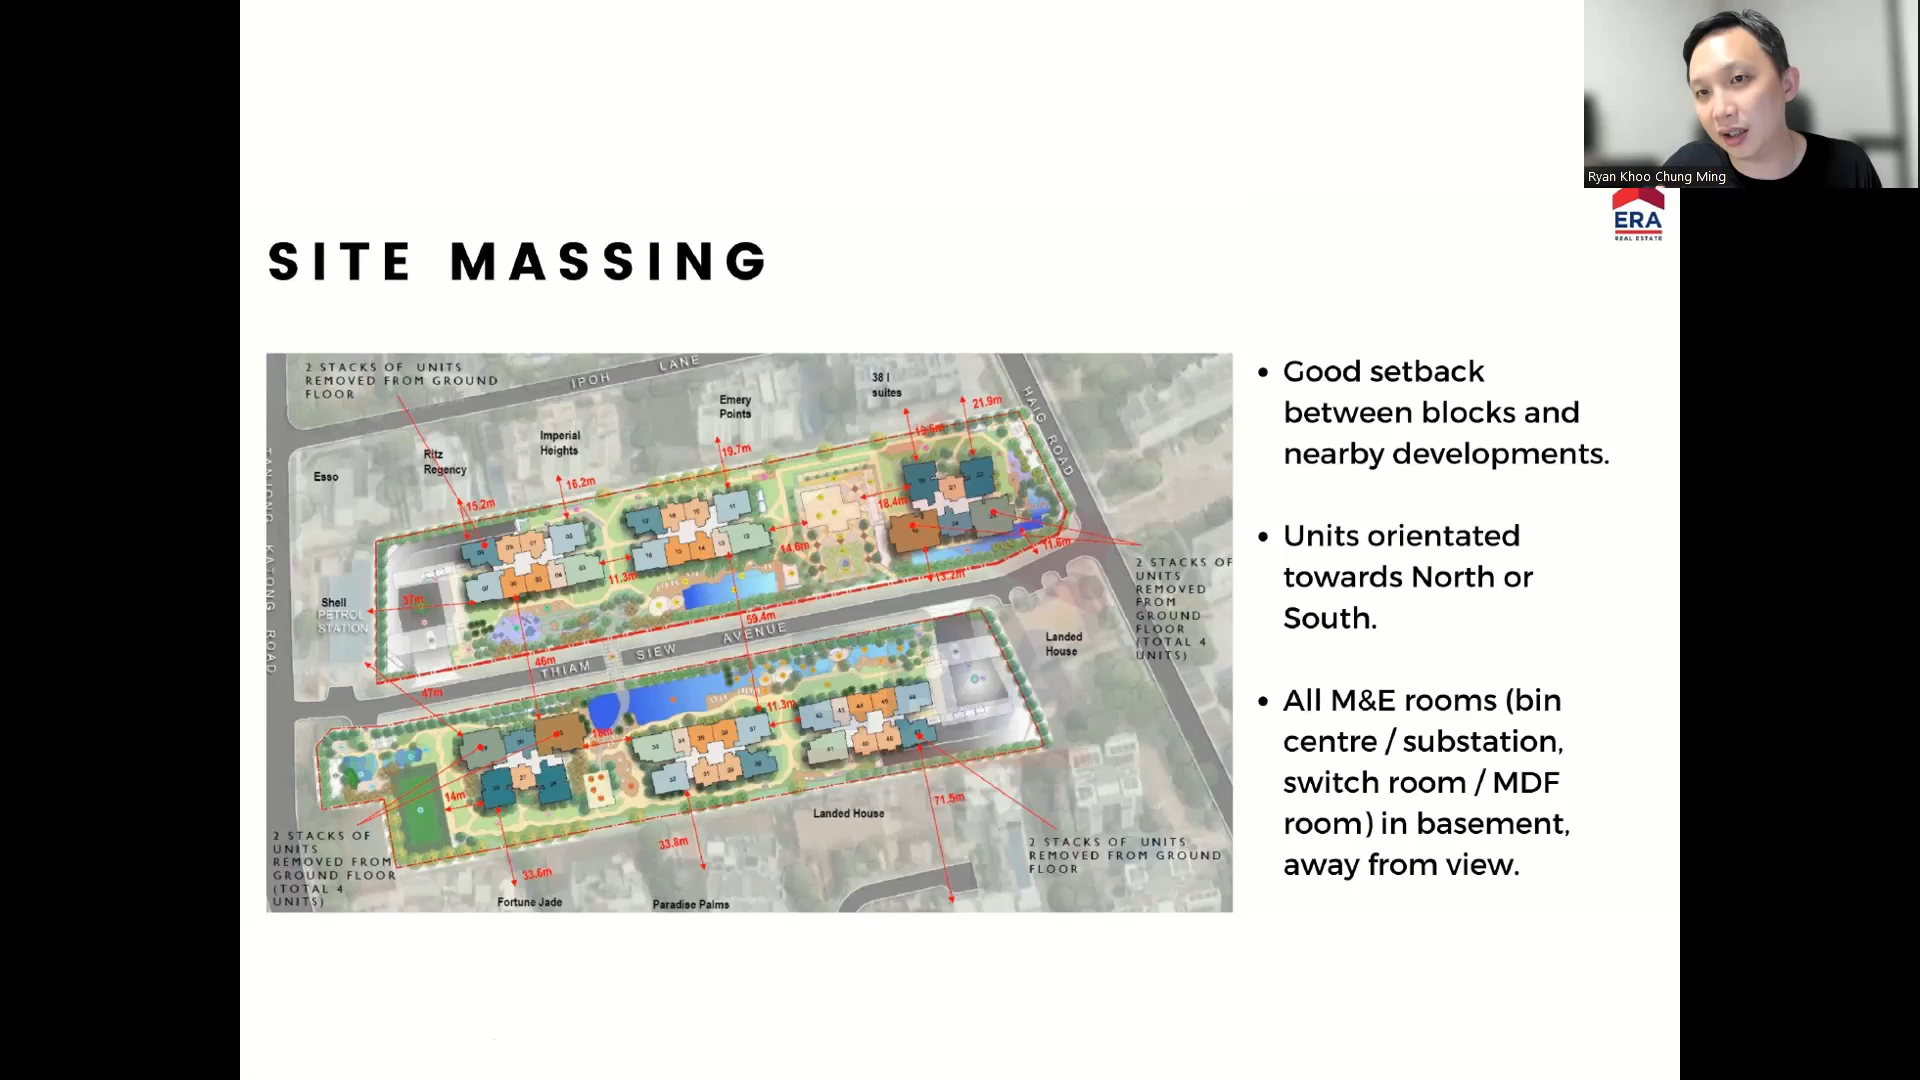 Ryan Khoo Chung Ming
ERA
REAL ESTATE
SITE MASSING
2 STACKS OF UNITS
REMOVED FROM GROUND
FLOOR
IPOH LANE
38 I
suites
HAIG ROAD
Emery
Points
Imperial
Heights
Ritz
Regency
Esso
TANJONG KATONG ROAD
21.9m
19.5m
19.7m
16.2m
15.2m
18.4m
14.6m
11.6m
13.2m
11.3m
37m
Shell
PETROL
STATION
59.4m
46m
47m
THIAM SIEW AVENUE
2 STACKS OF
UNITS
REMOVED
FROM
GROUND
FLOOR
(TOTAL 4
UNITS)
Landed
House
11.3m
18m
14m
71.5m
33.8m
33.6m
Landed House
2 STACKS OF
UNITS
REMOVED FROM
GROUND FLOOR
(TOTAL 4
UNITS)
2 STACKS OF UNITS
REMOVED FROM GROUND
FLOOR
Fortune Jade
Paradise Palms
• Good setback
between blocks and
nearby developments.
• Units orientated
towards North or
South.
• All M&E rooms (bin
centre / substation,
switch room / MDF
room) in basement,
away from view.